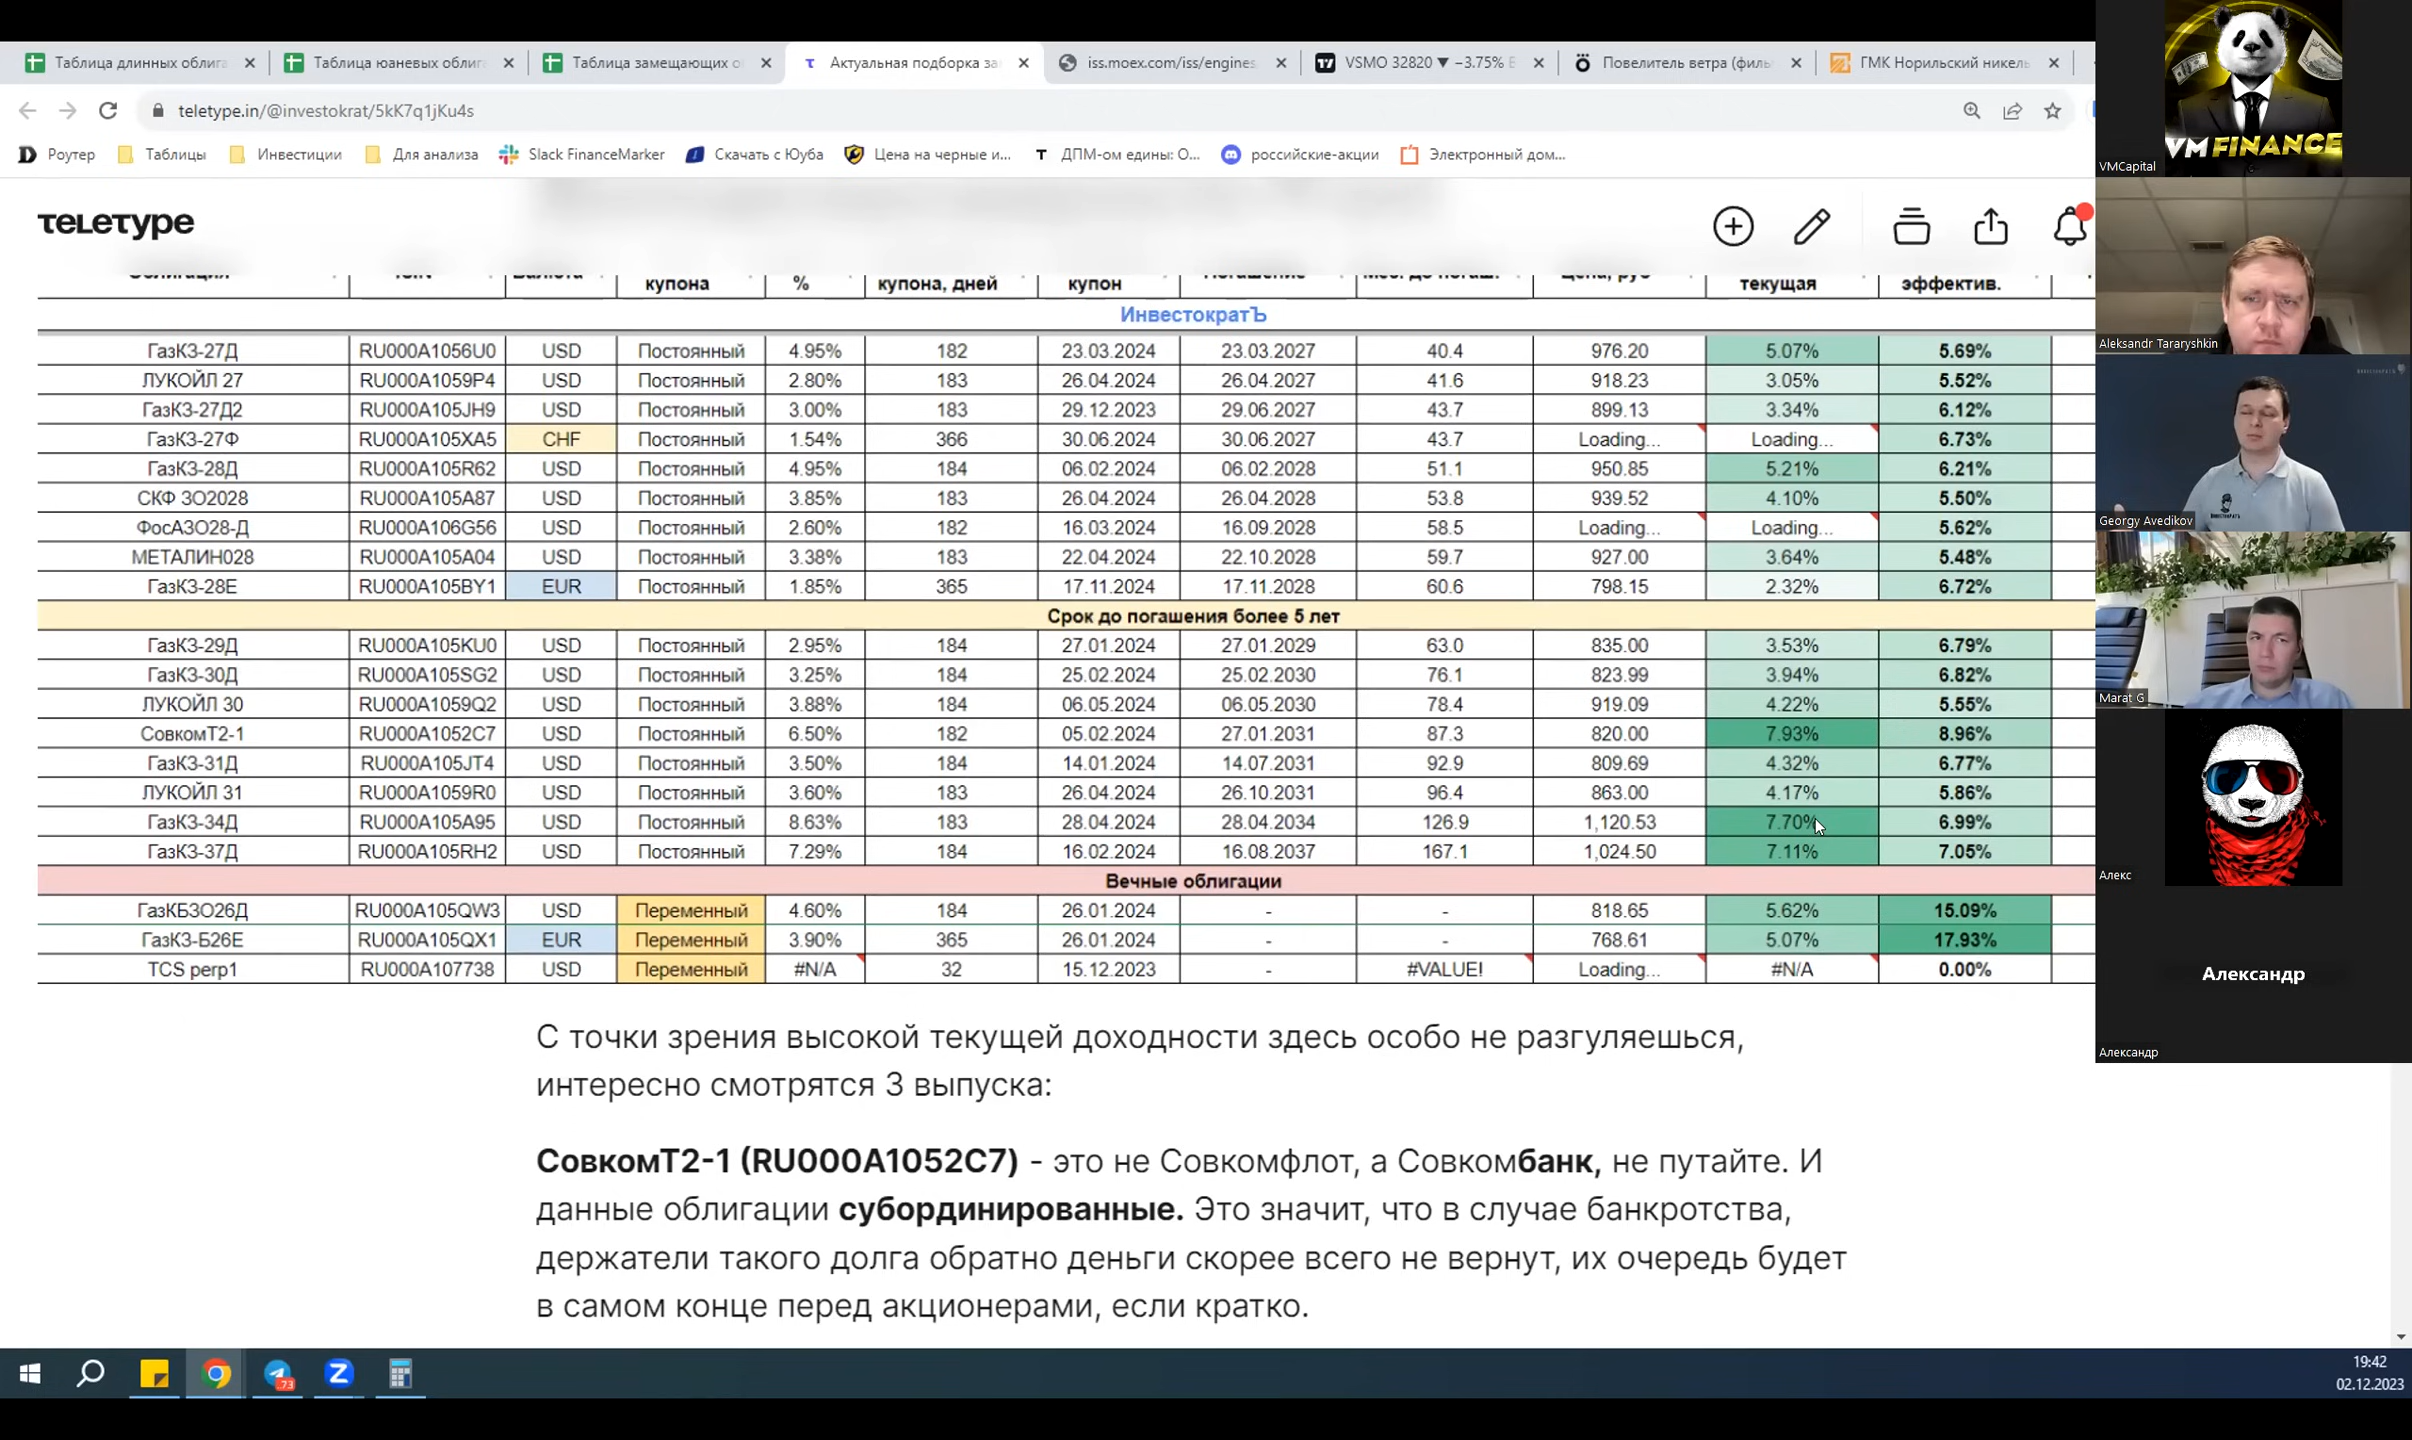 Таблица длинных облига
Таблица юаневых облиг
Таблица замещающих о
Актуальная подборка за
iss.moex.com/iss/engines
VSMO 32820 ▼ −3.75%
Повелитель ветра (филь
ГМК Норильский никель
teletype.in/@investokrat/5kK7q1jKu4s
Роутер
Таблицы
Инвестиции
Для анализа
Slack FinanceMarker
Скачать с Юуба
Цена на черные и...
ДПМ-ом едины: О...
российские-акции
Электронный дом...
TELETYPE
Облигация ISIN Валюта купона % купона, дней купон Погашение Мес. до погаш. Цена, руб текущая эффектив.
ИнвестократЪ
ГазКЗ-27Д RU000A1056U0 USD Постоянный 4.95% 182 23.03.2024 23.03.2027 40.4 976.20 5.07% 5.69%
ЛУКОЙЛ 27 RU000A1059P4 USD Постоянный 2.80% 183 26.04.2024 26.04.2027 41.6 918.23 3.05% 5.52%
ГазКЗ-27Д2 RU000A105JH9 USD Постоянный 3.00% 183 29.12.2023 29.06.2027 43.7 899.13 3.34% 6.12%
ГазКЗ-27Ф RU000A105XA5 CHF Постоянный 1.54% 366 30.06.2024 30.06.2027 43.7 Loading... Loading... 6.73%
ГазКЗ-28Д RU000A105R62 USD Постоянный 4.95% 184 06.02.2024 06.02.2028 51.1 950.85 5.21% 6.21%
СКФ ЗО2028 RU000A105A87 USD Постоянный 3.85% 183 26.04.2024 26.04.2028 53.8 939.52 4.10% 5.50%
ФосАЗО28-Д RU000A106G56 USD Постоянный 2.60% 182 16.03.2024 16.09.2028 58.5 Loading... Loading... 5.62%
МЕТАЛИН028 RU000A105A04 USD Постоянный 3.38% 183 22.04.2024 22.10.2028 59.7 927.00 3.64% 5.48%
ГазКЗ-28Е RU000A105BY1 EUR Постоянный 1.85% 365 17.11.2024 17.11.2028 60.6 798.15 2.32% 6.72%
Срок до погашения более 5 лет
ГазКЗ-29Д RU000A105KU0 USD Постоянный 2.95% 184 27.01.2024 27.01.2029 63.0 835.00 3.53% 6.79%
ГазКЗ-30Д RU000A105SG2 USD Постоянный 3.25% 184 25.02.2024 25.02.2030 76.1 823.99 3.94% 6.82%
ЛУКОЙЛ 30 RU000A1059Q2 USD Постоянный 3.88% 184 06.05.2024 06.05.2030 78.4 919.09 4.22% 5.55%
СовкомТ2-1 RU000A1052C7 USD Постоянный 6.50% 182 05.02.2024 27.01.2031 87.3 820.00 7.93% 8.96%
ГазКЗ-31Д RU000A105JT4 USD Постоянный 3.50% 184 14.01.2024 14.07.2031 92.9 809.69 4.32% 6.77%
ЛУКОЙЛ 31 RU000A1059R0 USD Постоянный 3.60% 183 26.04.2024 26.10.2031 96.4 863.00 4.17% 5.86%
ГазКЗ-34Д RU000A105A95 USD Постоянный 8.63% 183 28.04.2024 28.04.2034 126.9 1,120.53 7.70% 6.99%
ГазКЗ-37Д RU000A105RH2 USD Постоянный 7.29% 184 16.02.2024 16.08.2037 167.1 1,024.50 7.11% 7.05%
Вечные облигации
ГазКБЗО26Д RU000A105QW3 USD Переменный 4.60% 184 26.01.2024 - - 818.65 5.62% 15.09%
ГазКЗ-Б26Е RU000A105QX1 EUR Переменный 3.90% 365 26.01.2024 - - 768.61 5.07% 17.93%
TCS perp1 RU000A107738 USD Переменный #N/A 32 15.12.2023 - #VALUE! Loading... #N/A 0.00%
С точки зрения высокой текущей доходности здесь особо не разгуляешься,
интересно смотрятся 3 выпуска:
СовкомТ2-1 (RU000A1052C7) - это не Совкомфлот, а Совкомбанк, не путайте. И
данные облигации субординированные. Это значит, что в случае банкротства,
держатели такого долга обратно деньги скорее всего не вернут, их очередь будет
в самом конце перед акционерами, если кратко.
VM FINANCE
VMCapital
Aleksandr Tararyshkin
Georgy Avedikov
Marat G
Алекс
Александр
Александр
73
19:42
02.12.2023